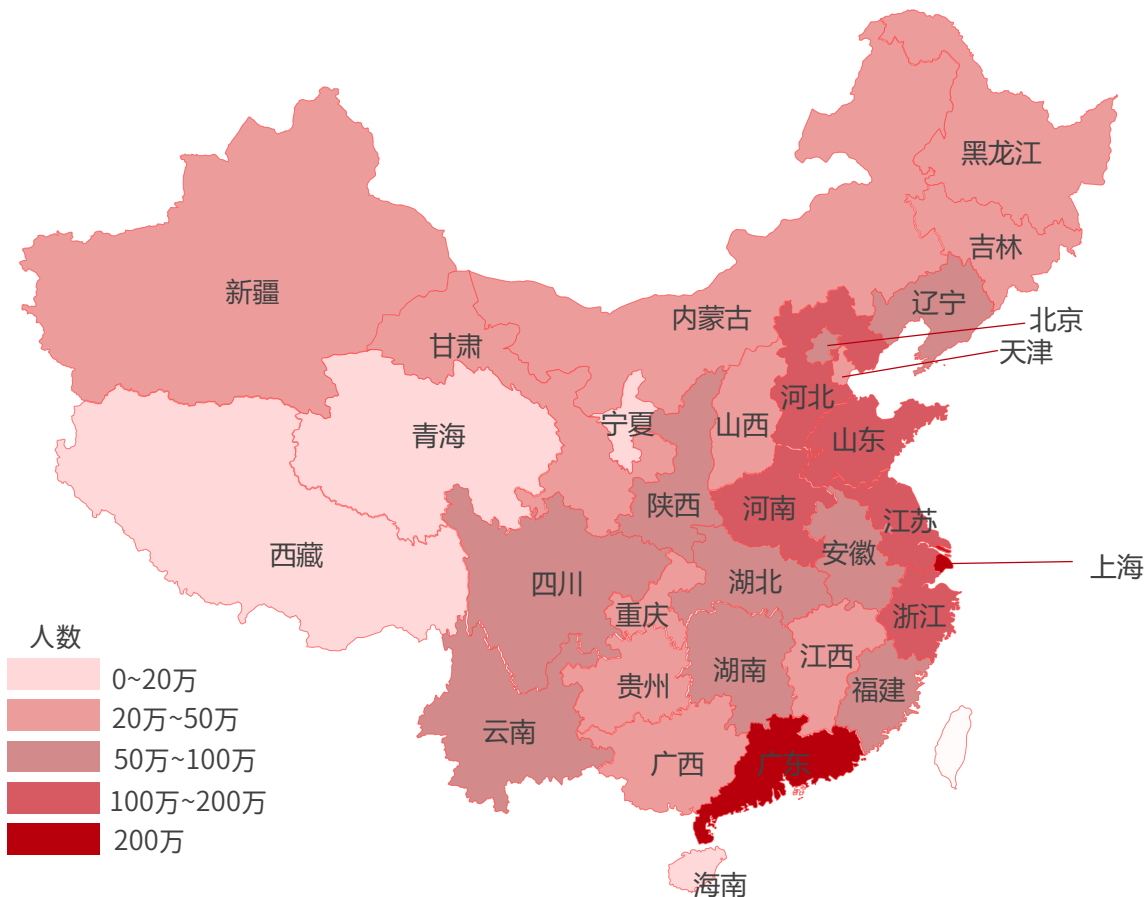 黑龙江
吉林
新疆
辽宁
内蒙古
北京
甘肃
天津
河北
宁夏
山西
青海
山东
陕西
河南
江苏
安徽
西藏
上海
四川
湖北
重庆
浙江
人数
江西
湖南
0~20万
贵州
福建
20万~50万
云南
50万~100万
广西
广东
100万~200万
200万
海南